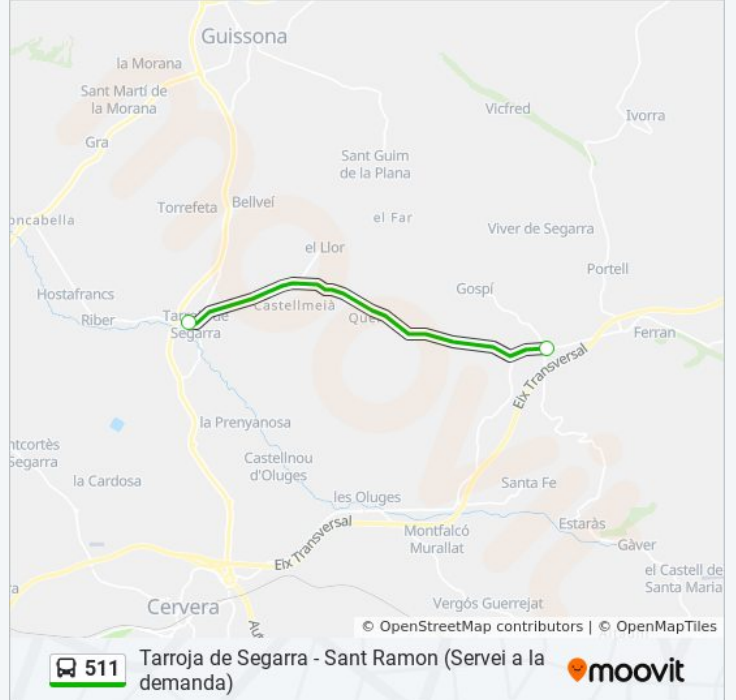 Guissona
la Morana
Sant Martí de
la Morana
Vicfred
Ivorra
Gra
Sant Guim
de la Plana
Torrefeta
Bellveí
el Far
oncabella
Viver de Segarra
el Llor
Portell
Hostafrancs
Gospí
Castellmeià
Riber
Segarra
Ferran
Eix Transversal
la Prenyanosa
ntcortès
Segarra
Castellnou
d'Oluges
la Cardosa
Santa Fe
les Oluges
Eix Transversal
Montfalcó
Murallat
Estaràs
Gàver
el Castell de
Santa Maria
Cervera
Vergós Guerrejat
© OpenStreetMap contributors | © OpenMapTiles
511
Tarroja de Segarra - Sant Ramon (Servei a la
demanda)
moovit